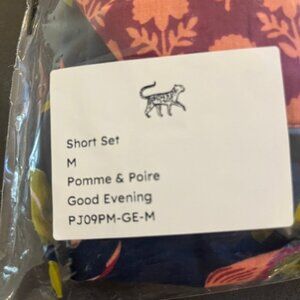 Short Set
M
Pomme & Poire
Good Evening
PJ09PM-GE-M